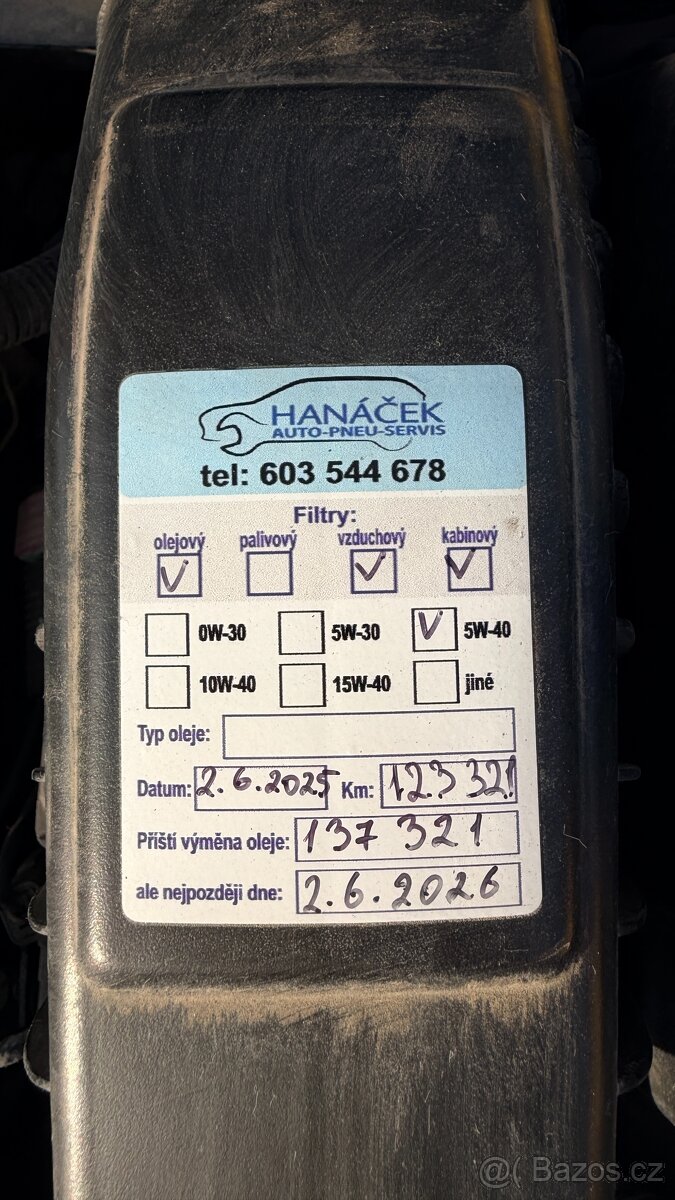 HANÁČEK
AUTO-PNEU-SERVIS
tel: 603 544 678
Filtry:
olejový palivový vzduchový kabinový
V V V
0W-30 5W-30 V 5W-40
10W-40 15W-40 jiné
Typ oleje:
Datum: 2.6.2025 Km: 123 321
Příští výměna oleje: 137 321
ale nejpozději dne: 2.6.2026
@( Bazos.cz